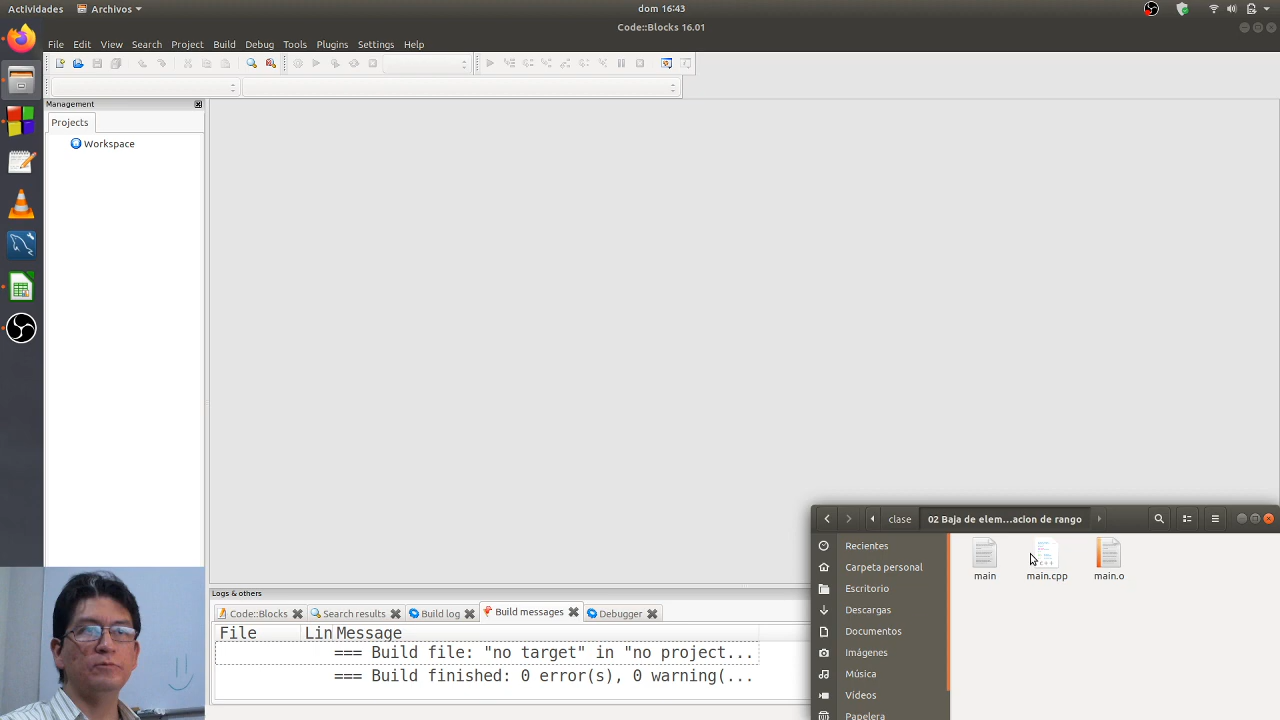 Actividades
Archivos
dom 16:43
Code::Blocks 16.01
File Edit View Search Project Build Debug Tools Plugins Settings Help
Management
Projects
Workspace
Logs & others
Code::Blocks
Search results
Build log
Build messages
Debugger
File Lin Message
=== Build file: "no target" in "no project...
=== Build finished: 0 error(s), 0 warning(...
clase
02 Baja de elem...acion de rango
Recientes
Carpeta personal
Escritorio
Descargas
Documentos
Imágenes
Música
Vídeos
Papelera
main
main.cpp
main.o